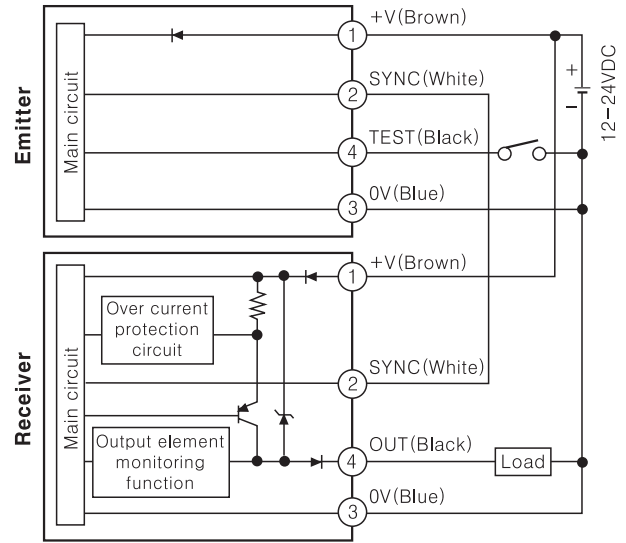 Emitter
Main circuit
1
+V(Brown)
2
SYNC(White)
4
TEST(Black)
3
0V(Blue)
+
−
12−24VDC
Receiver
Main circuit
Over current
protection
circuit
Output element
monitoring
function
1
+V(Brown)
2
SYNC(White)
4
OUT(Black)
Load
3
0V(Blue)